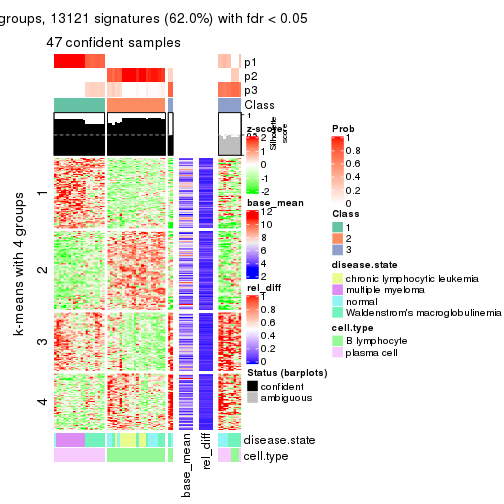 groups, 13121 signatures (62.0%) with fdr < 0.05
47 confident samples
p1
p2
p3
Class
1
Silhouette
score
z-score
2
1
0
-1
-2
base_mean
12
10
8
6
4
2
rel_diff
1
0.8
0.6
0.4
0.2
0
Status (barplots)
confident
ambiguous
Prob
1
0.8
0.6
0.4
0.2
0
Class
1
2
3
disease.state
chronic lymphocytic leukemia
multiple myeloma
normal
Waldenstrom's macroglobulinemia
cell.type
B lymphocyte
plasma cell
k-means with 4 groups
1
2
3
4
disease.state
cell.type
base_mean
rel_diff